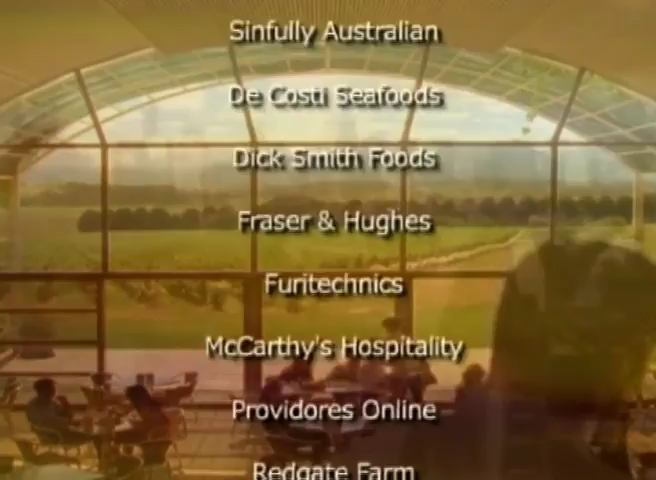 Sinfully Australian
De Costi Seafoods
Dick Smith Foods
Fraser & Hughes
Furitechnics
McCarthy's Hospitality
Providores Online
Redgate Farm